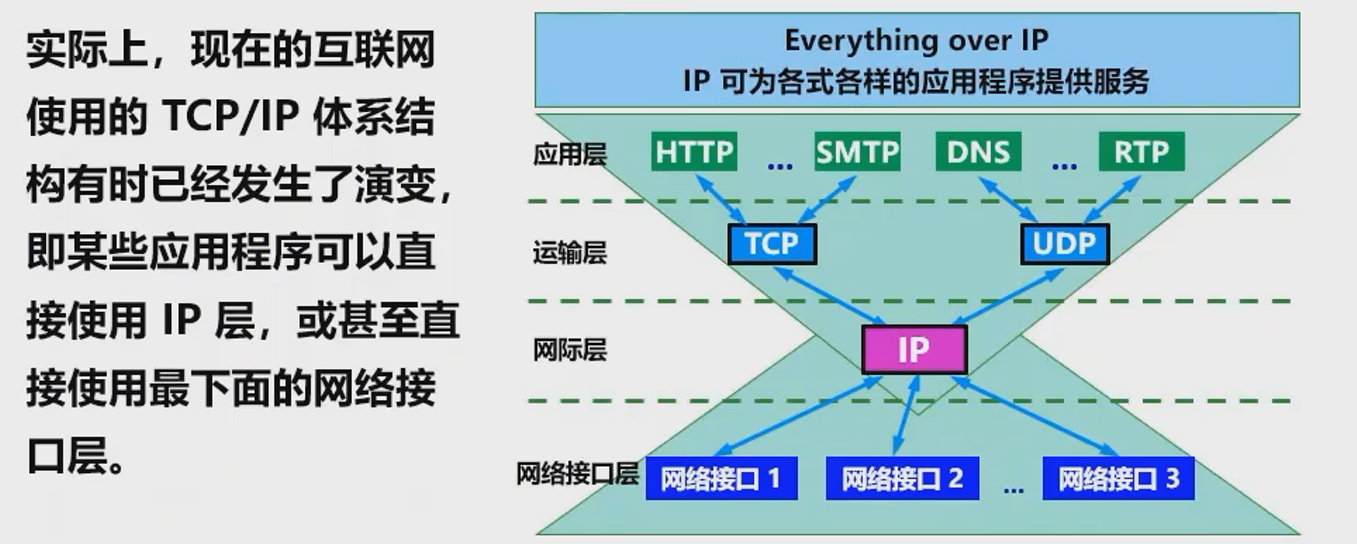 实际上，现在的互联网
使用的 TCP/IP 体系结
构有时已经发生了演变，
即某些应用程序可以直
接使用 IP 层，或甚至直
接使用最下面的网络接
口层。
Everything over IP
IP 可为各式各样的应用程序提供服务
应用层 HTTP ... SMTP DNS ... RTP
运输层 TCP UDP
网际层 IP
网络接口层 网络接口 1 网络接口 2 ... 网络接口 3